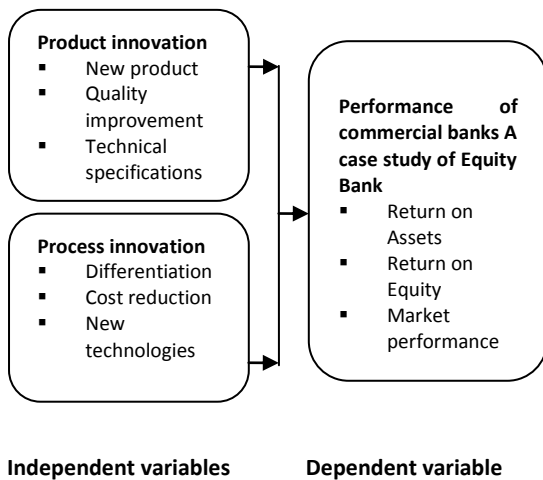 Product innovation
▪ New product
▪ Quality
improvement
▪ Technical
specifications
Process innovation
▪ Differentiation
▪ Cost reduction
▪ New
technologies
Performance of
commercial banks A
case study of Equity
Bank
▪ Return on
Assets
▪ Return on
Equity
▪ Market
performance
Independent variables
Dependent variable